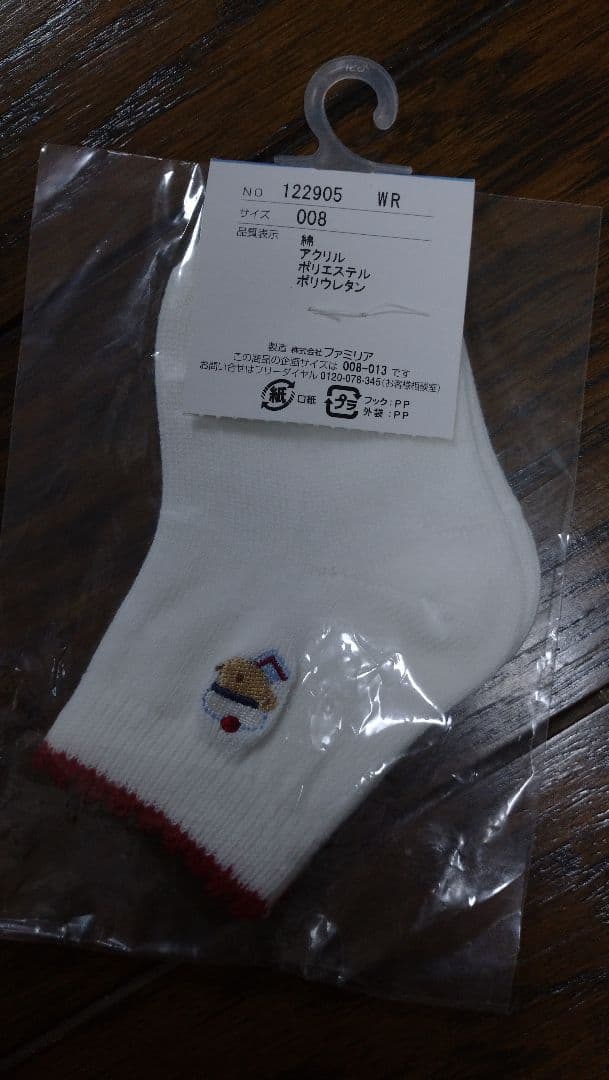 NO 122905 WR
サイズ 008
品質表示 綿
アクリル
ポリエステル
ポリウレタン
製造 株式会社 ファミリア
この商品の企画サイズは 008-013 です
お問い合せはフリーダイヤル 0120-078-345(お客様相談室)
紙 口紙 プラ フック:PP
外袋:PP